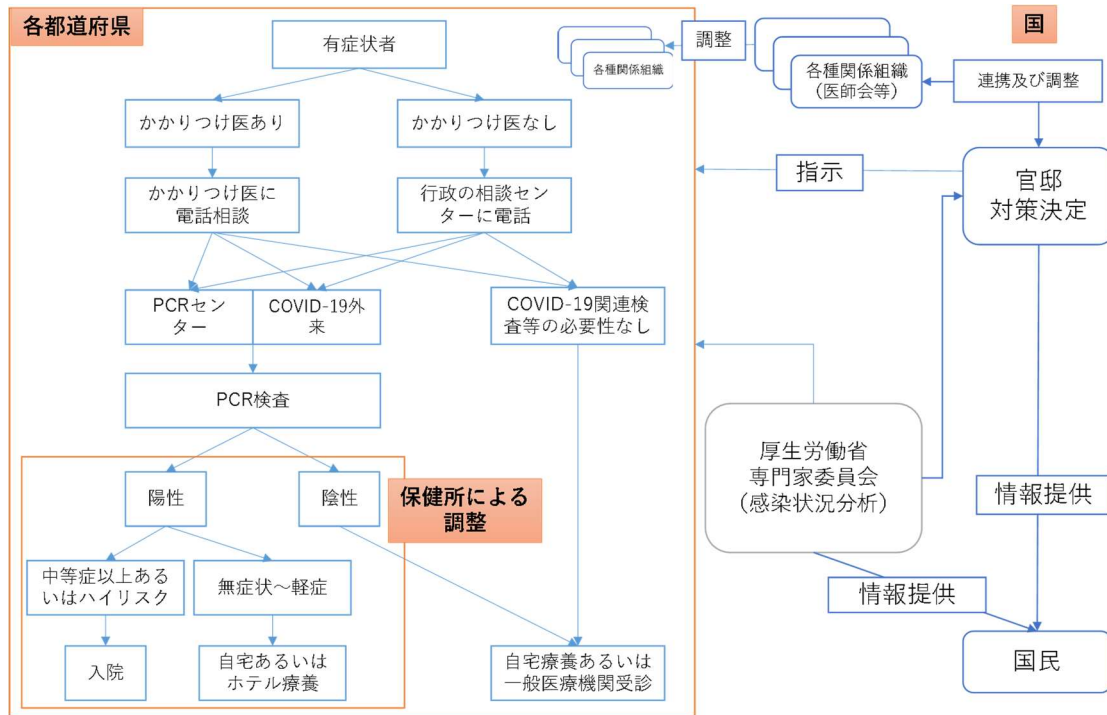 各都道府県
有症状者
かかりつけ医あり
かかりつけ医なし
かかりつけ医に
電話相談
行政の相談セン
ターに電話
PCRセン
ター
COVID-19外
来
COVID-19関連検
査等の必要性なし
PCR検査
陽性
陰性
保健所による
調整
中等症以上ある
いはハイリスク
無症状～軽症
入院
自宅あるいは
ホテル療養
自宅療養あるいは
一般医療機関受診
各種関係組織
調整
国
各種関係組織
（医師会等）
連携及び調整
指示
官邸
対策決定
厚生労働省
専門家委員会
（感染状況分析）
情報提供
情報提供
国民